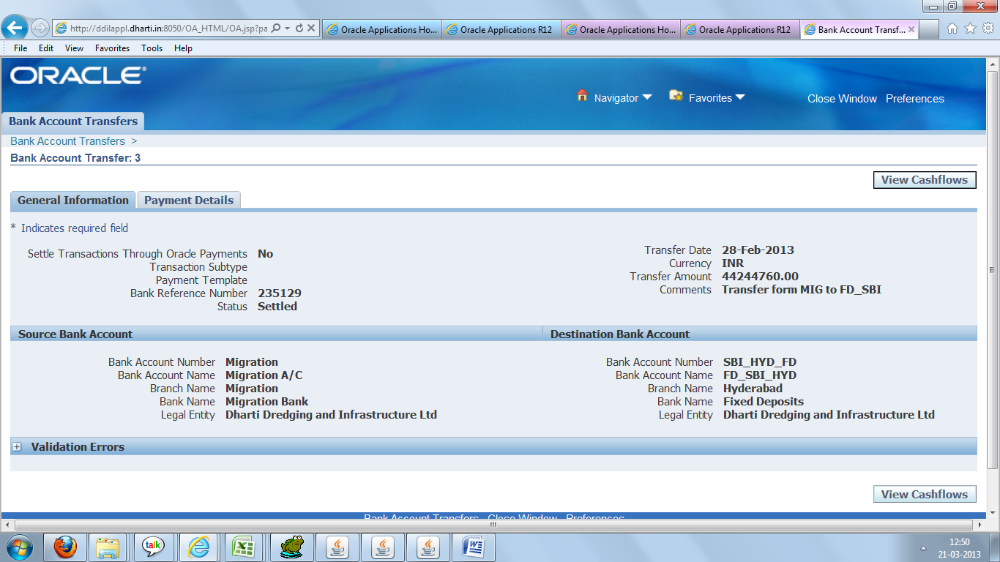 http://ddilappl.dharti.in:8050/OA_HTML/OA.jsp?pa
Oracle Applications Ho...
Oracle Applications R12
Oracle Applications Ho...
Oracle Applications R12
Bank Account Transf...
File Edit View Favorites Tools Help
ORACLE®
Navigator Favorites Close Window Preferences
Bank Account Transfers
Bank Account Transfers >
Bank Account Transfer: 3
View Cashflows
General Information Payment Details
* Indicates required field
Settle Transactions Through Oracle Payments No
Transaction Subtype
Payment Template
Bank Reference Number 235129
Status Settled
Transfer Date 28-Feb-2013
Currency INR
Transfer Amount 44244760.00
Comments Transfer form MIG to FD_SBI
Source Bank Account
Bank Account Number Migration
Bank Account Name Migration A/C
Branch Name Migration
Bank Name Migration Bank
Legal Entity Dharti Dredging and Infrastructure Ltd
Destination Bank Account
Bank Account Number SBI_HYD_FD
Bank Account Name FD_SBI_HYD
Branch Name Hyderabad
Bank Name Fixed Deposits
Legal Entity Dharti Dredging and Infrastructure Ltd
Validation Errors
View Cashflows
Bank Account Transfers Close Window Preferences
talk
12:50
21-03-2013